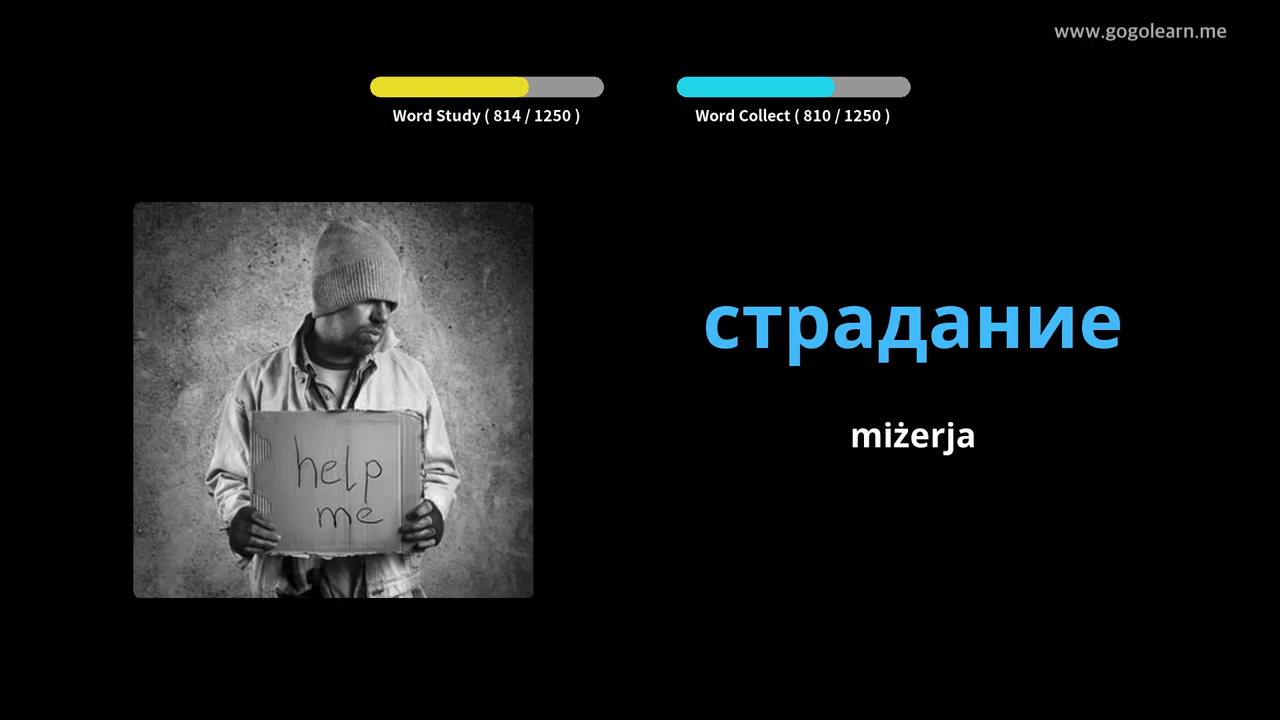 www.gogolearn.me
Word Study ( 814 / 1250 )
Word Collect ( 810 / 1250 )
help
me
страдание
miżerja